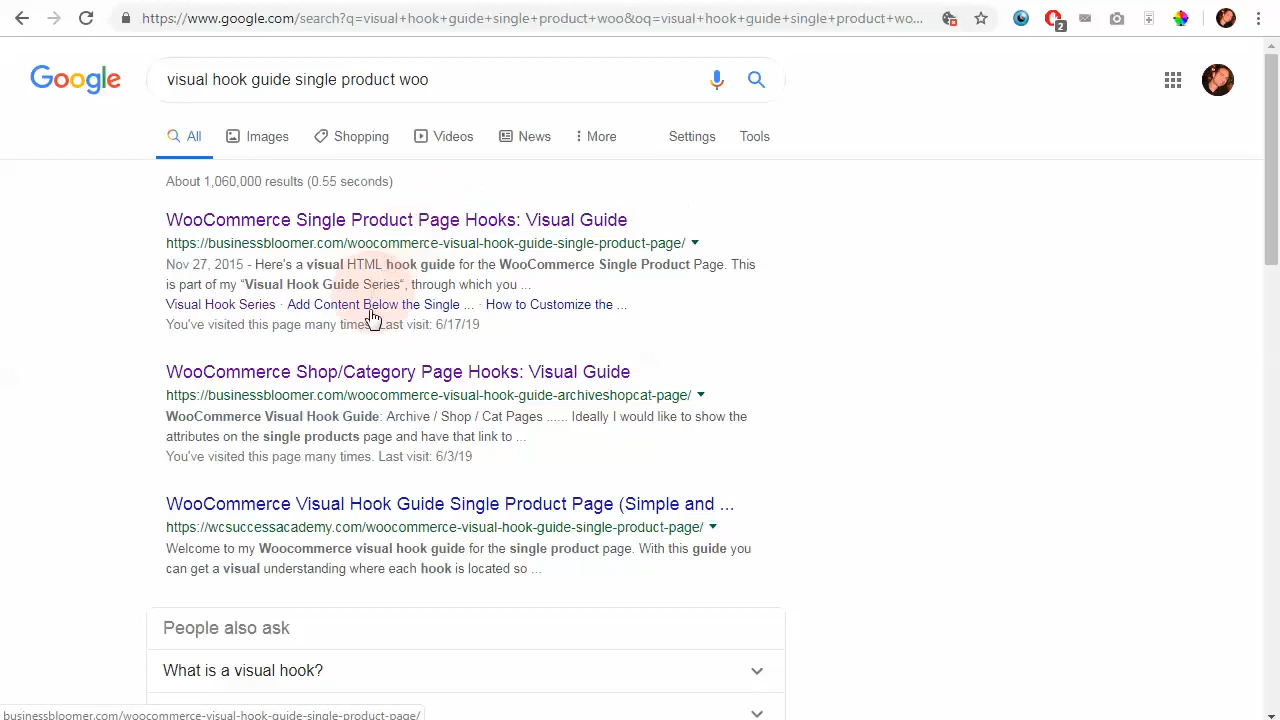 https://www.google.com/search?q=visual+hook+guide+single+product+woo&oq=visual+hook+guide+single+product+wo...
2
Google
visual hook guide single product woo
All Images Shopping Videos News More Settings Tools
About 1,060,000 results (0.55 seconds)
WooCommerce Single Product Page Hooks: Visual Guide
https://businessbloomer.com/woocommerce-visual-hook-guide-single-product-page/
Nov 27, 2015 - Here's a visual HTML hook guide for the WooCommerce Single Product Page. This
is part of my “Visual Hook Guide Series“, through which you ...
Visual Hook Series · Add Content Below the Single ... · How to Customize the ...
You've visited this page many times. Last visit: 6/17/19
WooCommerce Shop/Category Page Hooks: Visual Guide
https://businessbloomer.com/woocommerce-visual-hook-guide-archiveshopcat-page/
WooCommerce Visual Hook Guide: Archive / Shop / Cat Pages ...... Ideally I would like to show the
attributes on the single products page and have that link to ...
You've visited this page many times. Last visit: 6/3/19
WooCommerce Visual Hook Guide Single Product Page (Simple and ...
https://wcsuccessacademy.com/woocommerce-visual-hook-guide-single-product-page/
Welcome to my Woocommerce visual hook guide for the single product page. With this guide you
can get a visual understanding where each hook is located so ...
People also ask
What is a visual hook?
businessbloomer.com/woocommerce-visual-hook-guide-single-product-page/